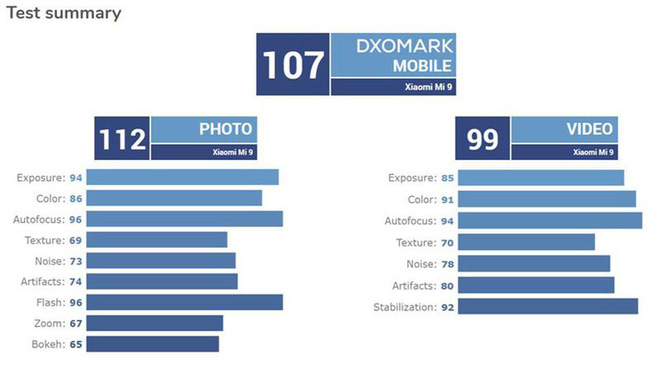 Test summary
107
DXOMARK
MOBILE
Xiaomi Mi 9
112
PHOTO
Xiaomi Mi 9
Exposure: 94
Color: 86
Autofocus: 96
Texture: 69
Noise: 73
Artifacts: 74
Flash: 96
Zoom: 67
Bokeh: 65
99
VIDEO
Xiaomi Mi 9
Exposure: 85
Color: 91
Autofocus: 94
Texture: 70
Noise: 78
Artifacts: 80
Stabilization: 92